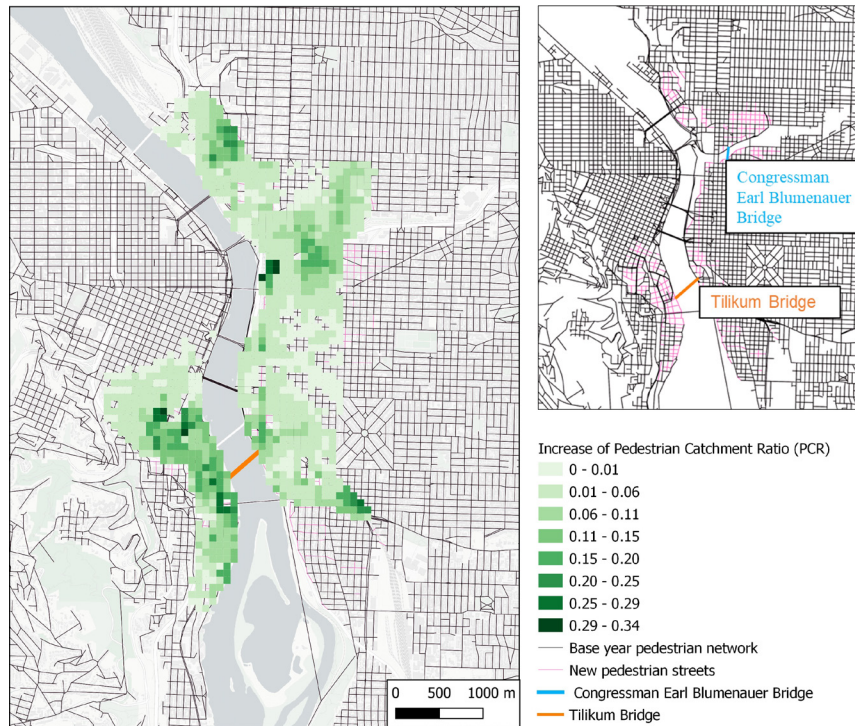 Congressman
Earl Blumenauer
Bridge
Tilikum Bridge
Increase of Pedestrian Catchment Ratio (PCR)
0 - 0.01
0.01 - 0.06
0.06 - 0.11
0.11 - 0.15
0.15 - 0.20
0.20 - 0.25
0.25 - 0.29
0.29 - 0.34
Base year pedestrian network
New pedestrian streets
Congressman Earl Blumenauer Bridge
Tilikum Bridge
0 500 1000 m